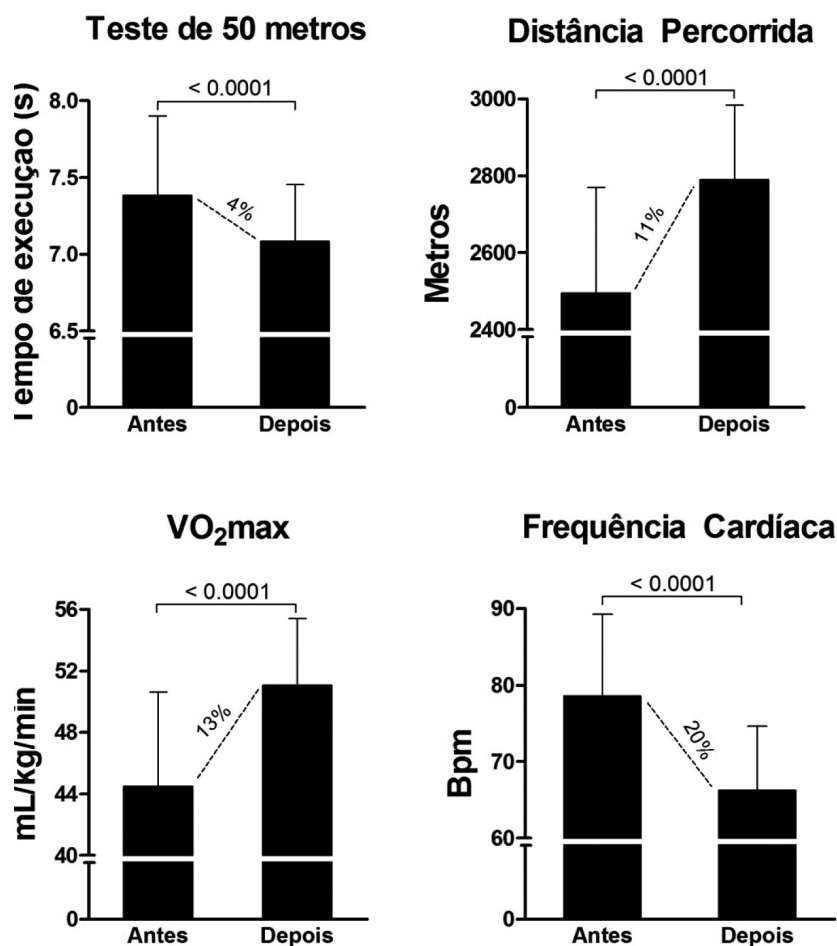 Teste de 50 metros
< 0.0001
Tempo de execuçao (s)
8.0
7.5
7.0
6.5
0
4%
Antes Depois
Distância Percorrida
< 0.0001
Metros
3000
2800
2600
2400
0
11%
Antes Depois
VO₂max
< 0.0001
mL/kg/min
56
52
48
44
40
0
13%
Antes Depois
Frequência Cardíaca
< 0.0001
Bpm
90
80
70
60
0
20%
Antes Depois